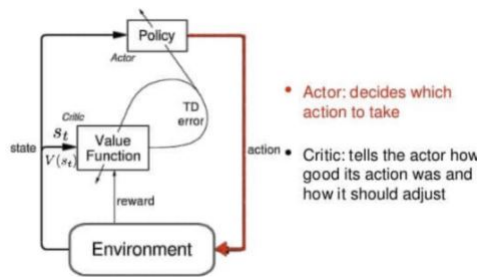 Policy
Actor
• Actor: decides which
action to take
Critic
TD
error
s_t
Value
Function
state
V(s_t)
action
• Critic: tells the actor how
good its action was and
how it should adjust
reward
Environment